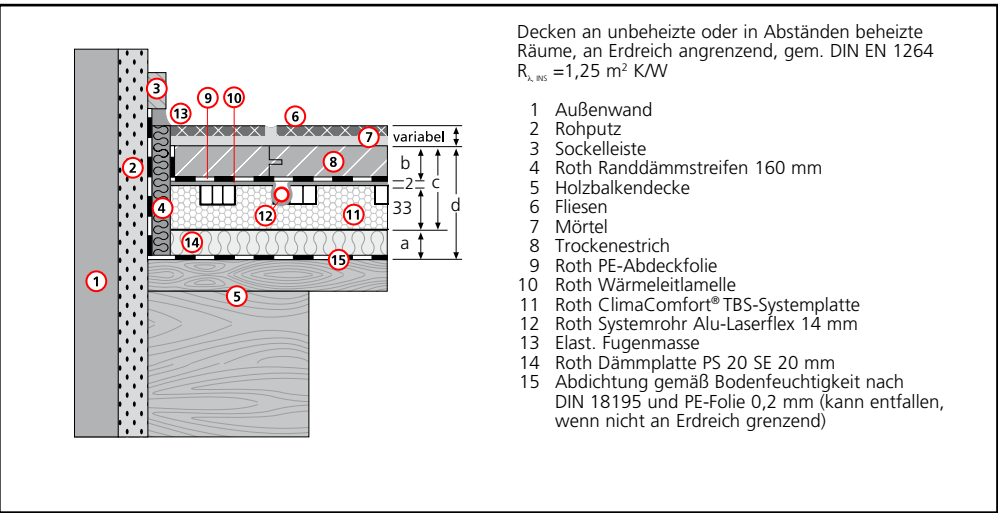 Decken an unbeheizte oder in Abständen beheizte
Räume, an Erdreich angrenzend, gem. DIN EN 1264
R λ, INS =1,25 m² K/W
1 Außenwand
2 Rohputz
3 Sockelleiste
4 Roth Randdämmstreifen 160 mm
5 Holzbalkendecke
6 Fliesen
7 Mörtel
8 Trockenestrich
9 Roth PE-Abdeckfolie
10 Roth Wärmeleitlamelle
11 Roth ClimaComfort® TBS-Systemplatte
12 Roth Systemrohr Alu-Laserflex 14 mm
13 Elast. Fugenmasse
14 Roth Dämmplatte PS 20 SE 20 mm
15 Abdichtung gemäß Bodenfeuchtigkeit nach
DIN 18195 und PE-Folie 0,2 mm (kann entfallen,
wenn nicht an Erdreich grenzend)
3
9
10
13
6
7
variabel
2
8
b
c
2
4
12
11
33
d
14
a
15
1
5